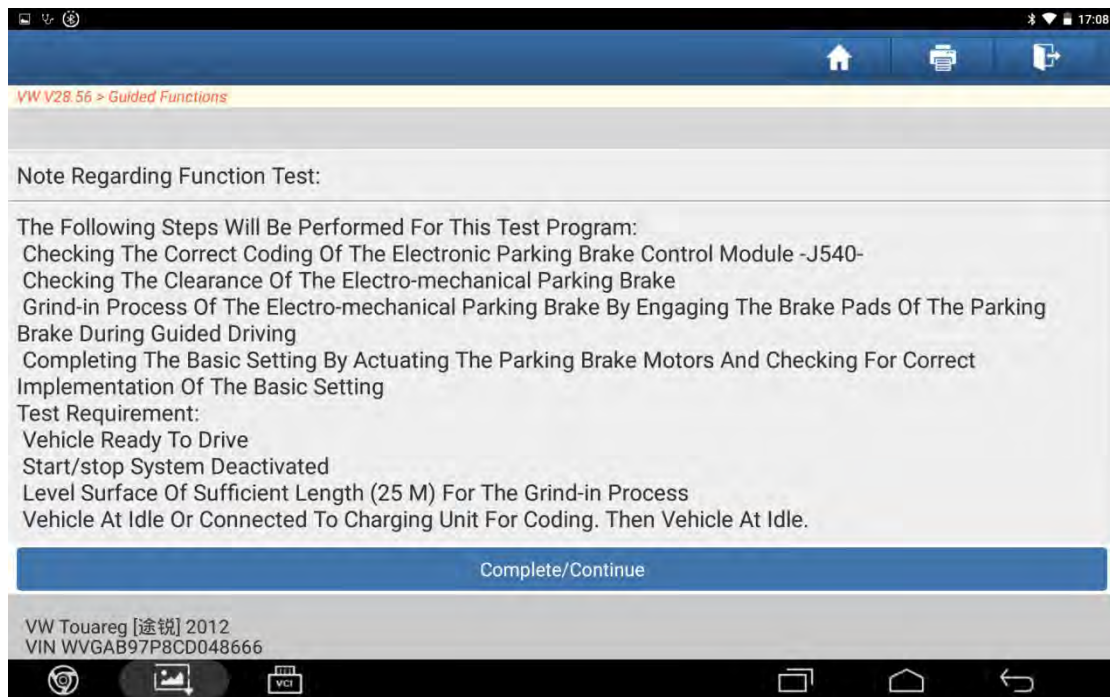 17:08
VW V28.56 > Guided Functions
Note Regarding Function Test:
The Following Steps Will Be Performed For This Test Program:
Checking The Correct Coding Of The Electronic Parking Brake Control Module -J540-
Checking The Clearance Of The Electro-mechanical Parking Brake
Grind-in Process Of The Electro-mechanical Parking Brake By Engaging The Brake Pads Of The Parking
Brake During Guided Driving
Completing The Basic Setting By Actuating The Parking Brake Motors And Checking For Correct
Implementation Of The Basic Setting
Test Requirement:
Vehicle Ready To Drive
Start/stop System Deactivated
Level Surface Of Sufficient Length (25 M) For The Grind-in Process
Vehicle At Idle Or Connected To Charging Unit For Coding. Then Vehicle At Idle.
Complete/Continue
VW Touareg [途锐] 2012
VIN WVGAB97P8CD048666
VCI